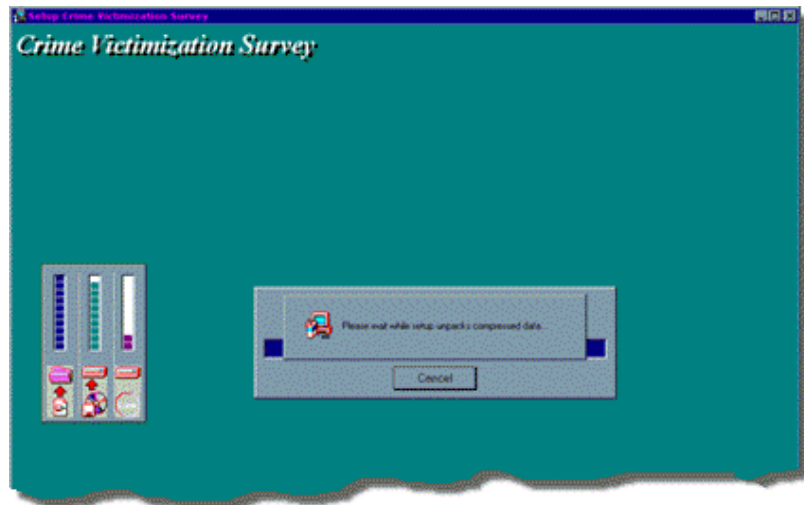 Setup Crime Victimization Survey
Crime Victimization Survey
Please wait while setup unpacks compressed data...
Cancel